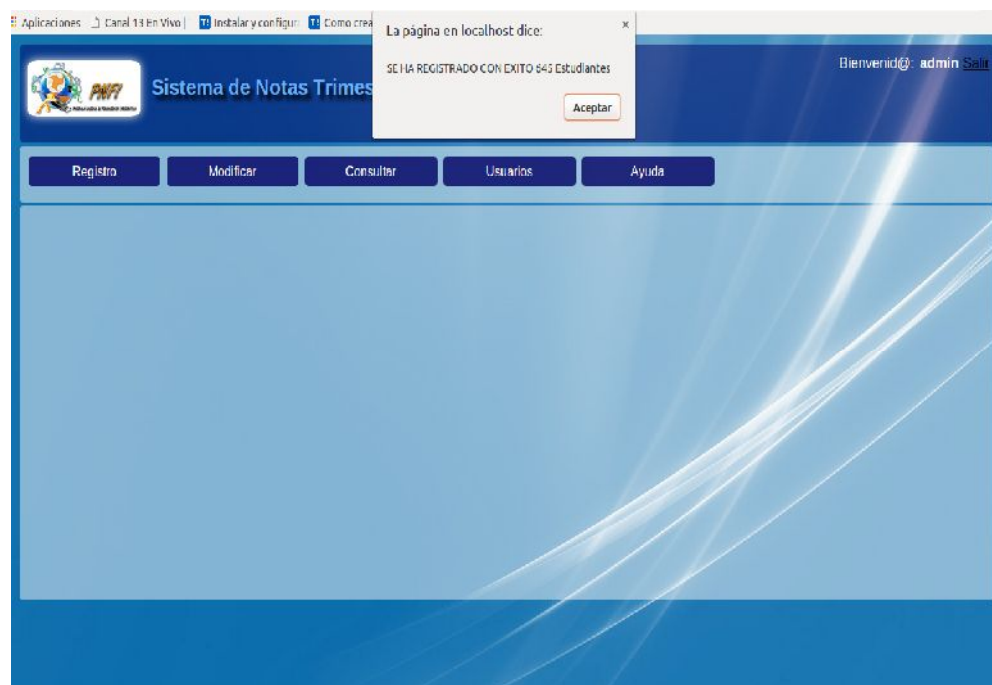 Aplicaciones Canal 13 En Vivo | Instalar y configur: Como crea
La página en localhost dice: x
SE HA REGISTRADO CON EXITO 645 Estudiantes
Aceptar
Bienvenid@: admin Salir
PNFI
Sistema de Notas Trimes
Registro Modificar Consultar Usuarios Ayuda